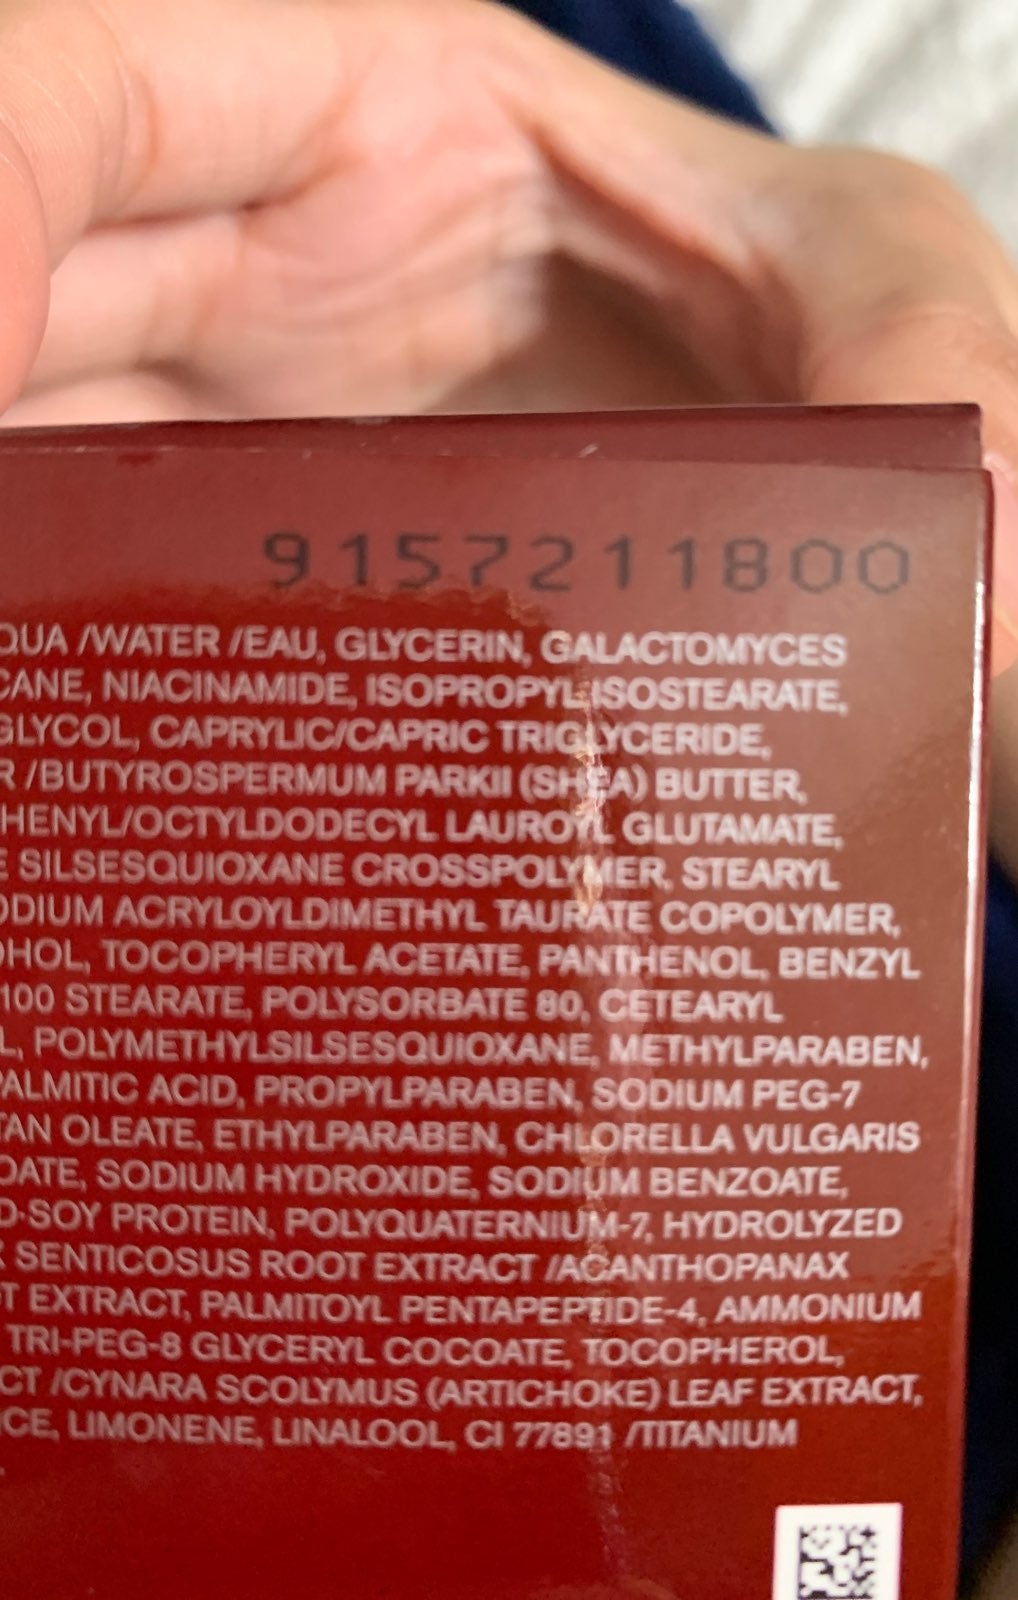 9157211800
QUA /WATER /EAU, GLYCERIN, GALACTOMYCES
CANE, NIACINAMIDE, ISOPROPYL ISOSTEARATE,
GLYCOL, CAPRYLIC/CAPRIC TRIGLYCERIDE,
R /BUTYROSPERMUM PARKII (SHEA) BUTTER,
HENYL/OCTYLDODECYL LAUROYL GLUTAMATE,
E SILSESQUIOXANE CROSSPOLYMER, STEARYL
ODIUM ACRYLOYLDIMETHYL TAURATE COPOLYMER,
OHOL, TOCOPHERYL ACETATE, PANTHENOL, BENZYL
100 STEARATE, POLYSORBATE 80, CETEARYL
L, POLYMETHYLSILSESQUIOXANE, METHYLPARABEN,
PALMITIC ACID, PROPYLPARABEN, SODIUM PEG-7
TAN OLEATE, ETHYLPARABEN, CHLORELLA VULGARIS
OATE, SODIUM HYDROXIDE, SODIUM BENZOATE,
D-SOY PROTEIN, POLYQUATERNIUM-7, HYDROLYZED
X SENTICOSUS ROOT EXTRACT /ACANTHOPANAX
T EXTRACT, PALMITOYL PENTAPEPTIDE-4, AMMONIUM
TRI-PEG-8 GLYCERYL COCOATE, TOCOPHEROL,
CT /CYNARA SCOLYMUS (ARTICHOKE) LEAF EXTRACT,
CE, LIMONENE, LINALOOL, CI 77891 /TITANIUM